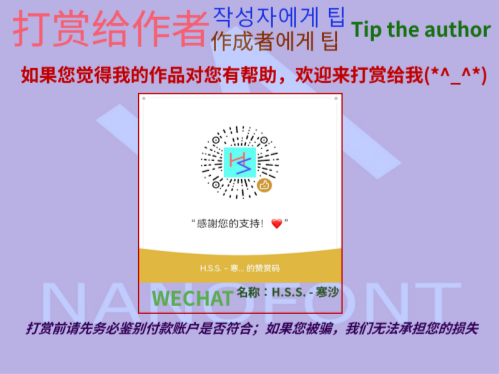 打赏给作者
작성자에게 팁
作成者에게 팁
Tip the author
如果您觉得我的作品对您有帮助，欢迎来打赏给我(*^_^*)
HS
“感謝您的支持！❤️”
H.S.S. - 寒... 的赞赏码
WECHAT 名称：H.S.S. - 寒沙
NANOFONT
打赏前请先务必鉴别付款账户是否符合；如果您被骗，我们无法承担您的损失